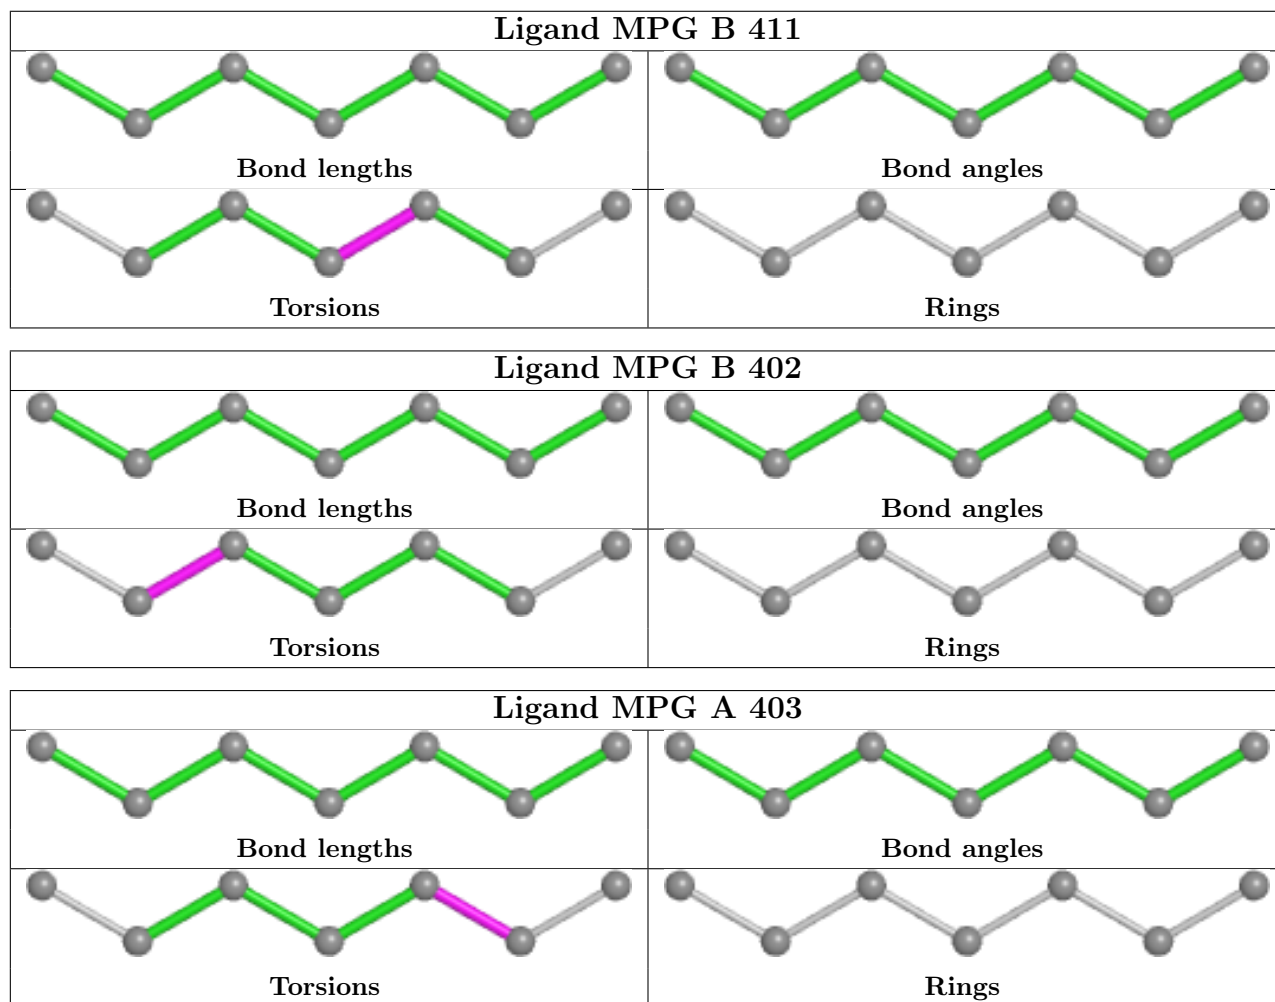 Ligand MPG B 411
Bond lengths
Bond angles
Torsions
Rings
Ligand MPG B 402
Bond lengths
Bond angles
Torsions
Rings
Ligand MPG A 403
Bond lengths
Bond angles
Torsions
Rings